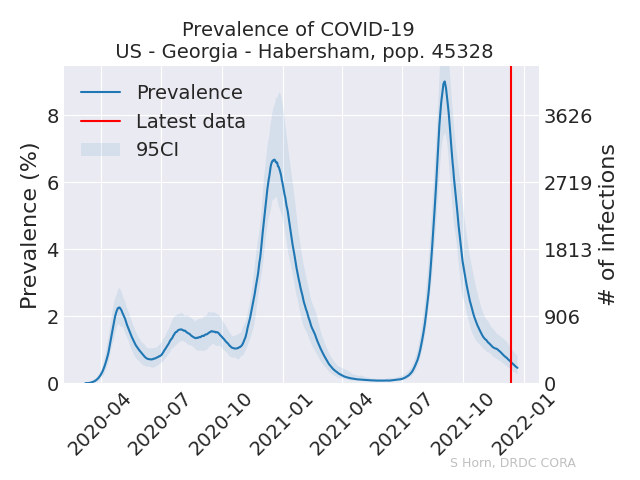 Prevalence of COVID-19
US - Georgia - Habersham, pop. 45328
Prevalence
Latest data
95CI
Prevalence (%)
8
6
4
2
0
3626
2719
1813
906
0
# of infections
2020-04
2020-07
2020-10
2021-01
2021-04
2021-07
2021-10
2022-01
S Horn, DRDC CORA